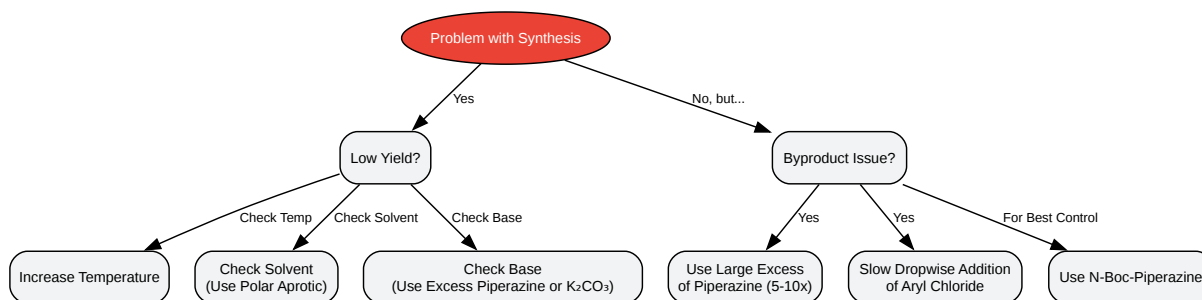 Problem with Synthesis
Yes
No, but...
Low Yield?
Byproduct Issue?
Check Temp
Check Solvent
Check Base
Yes
Yes
For Best Control
Increase Temperature
Check Solvent
(Use Polar Aprotic)
Check Base
(Use Excess Piperazine or K₂CO₃)
Use Large Excess
of Piperazine (5-10x)
Slow Dropwise Addition
of Aryl Chloride
Use N-Boc-Piperazine